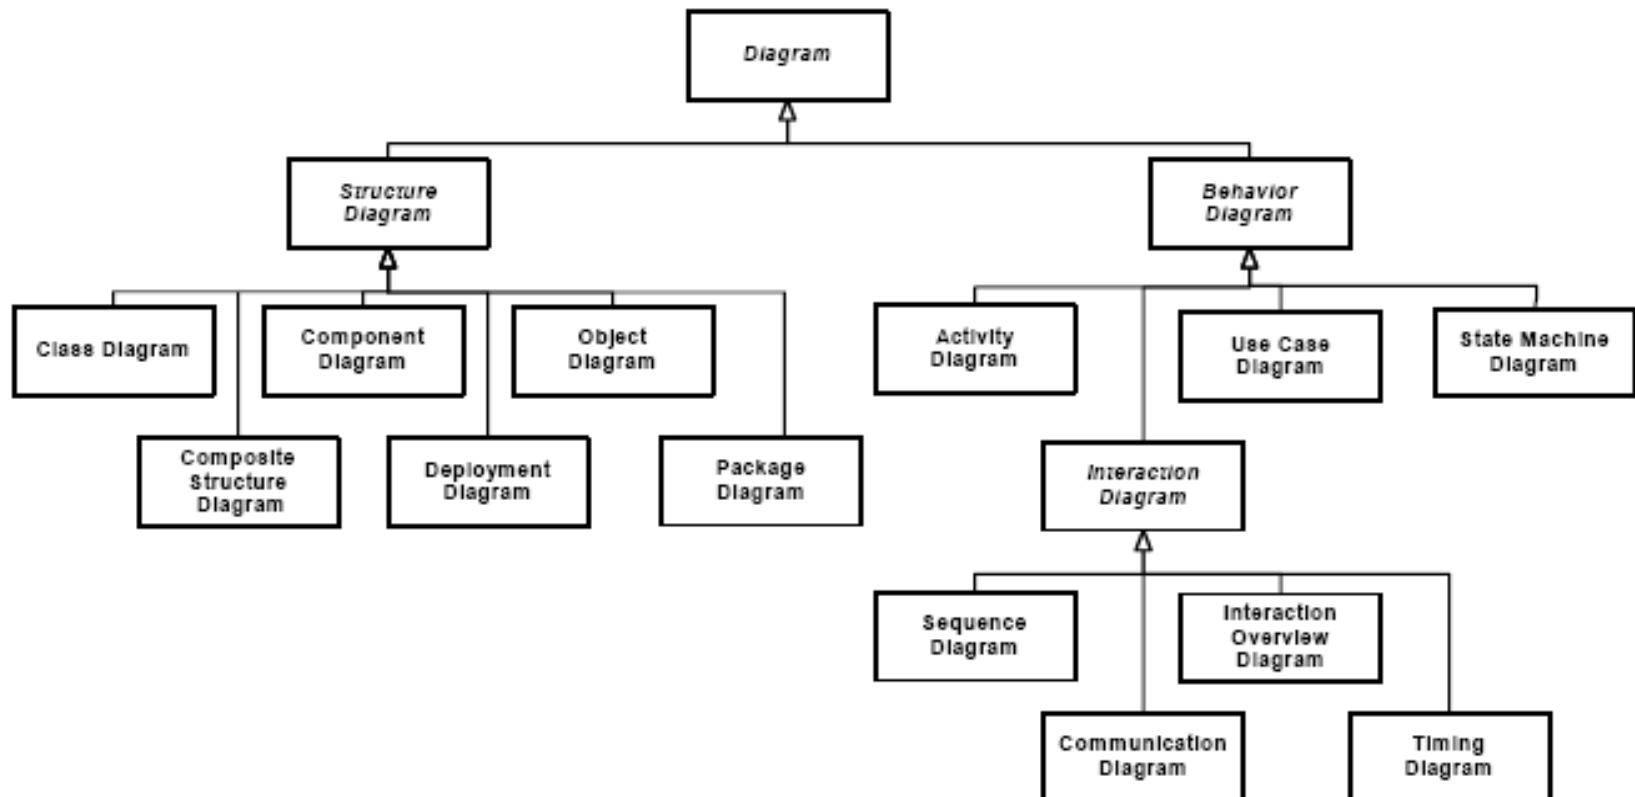 Diagram
Structure
Diagram
Behavior
Diagram
Class Diagram
Component
Diagram
Object
Diagram
Activity
Diagram
Use Case
Diagram
State Machine
Diagram
Composite
Structure
Diagram
Deployment
Diagram
Package
Diagram
Interaction
Diagram
Sequence
Diagram
Interaction
Overview
Diagram
Communication
Diagram
Timing
Diagram